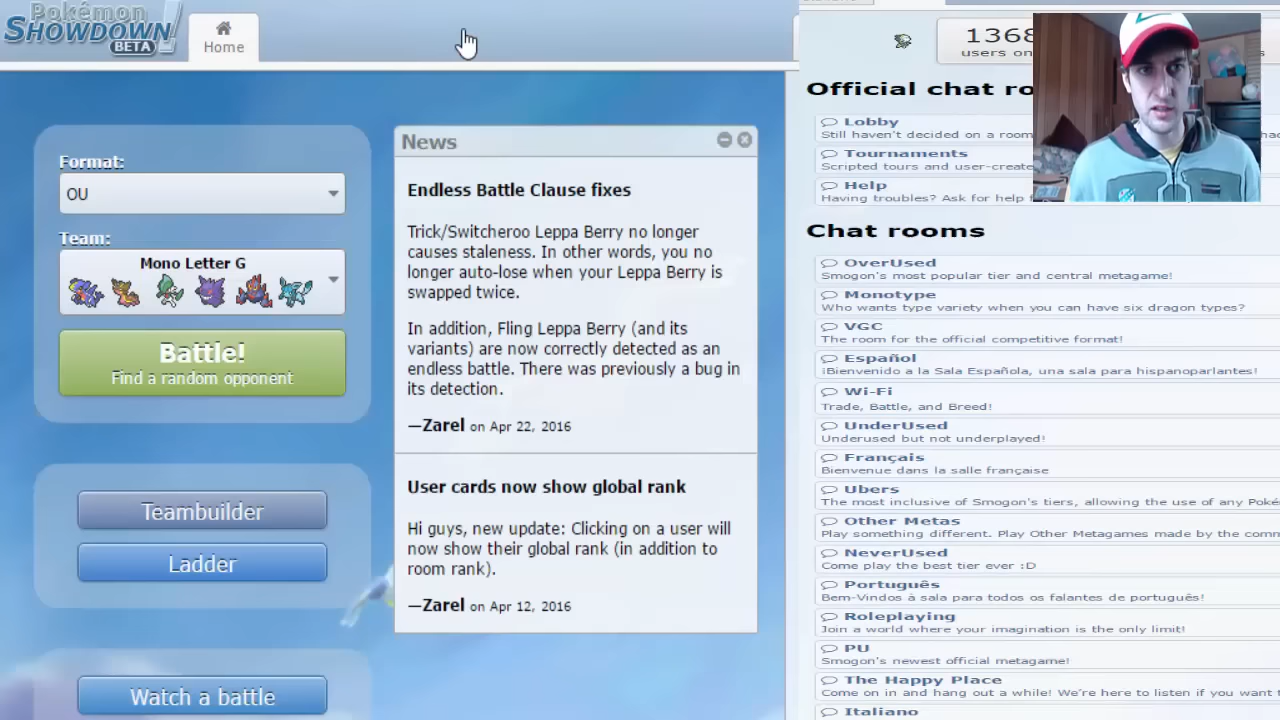 Pokémon
SHOWDOWN!
BETA
Home
Format:
OU
Team:
Mono Letter G
Battle!
Find a random opponent
Teambuilder
Ladder
Watch a battle
News
Endless Battle Clause fixes
Trick/Switcheroo Leppa Berry no longer
causes staleness. In other words, you no
longer auto-lose when your Leppa Berry is
swapped twice.
In addition, Fling Leppa Berry (and its
variants) are now correctly detected as an
endless battle. There was previously a bug in
its detection.
—Zarel on Apr 22, 2016
User cards now show global rank
Hi guys, new update: Clicking on a user will
now show their global rank (in addition to
room rank).
—Zarel on Apr 12, 2016
1368
users on
Official chat ro
Lobby
Still haven't decided on a room
Tournaments
Scripted tours and user-create
Help
Having troubles? Ask for help
Chat rooms
OverUsed
Smogon's most popular tier and central metagame!
Monotype
Who wants type variety when you can have six dragon types?
VGC
The room for the official competitive format!
Español
¡Bienvenido a la Sala Española, una sala para hispanoparlantes!
Wi-Fi
Trade, Battle, and Breed!
UnderUsed
Underused but not underplayed!
Français
Bienvenue dans la salle française
Ubers
The most inclusive of Smogon's tiers, allowing the use of any Poké
Other Metas
Play something different. Play Other Metagames made by the comm
NeverUsed
Come play the best tier ever :D
Português
Bem-Vindos à sala para todos os falantes de português!
Roleplaying
Join a world where your imagination is the only limit!
PU
Smogon's newest official metagame!
The Happy Place
Come on in and hang out a while! We're here to listen if you want t
Italiano